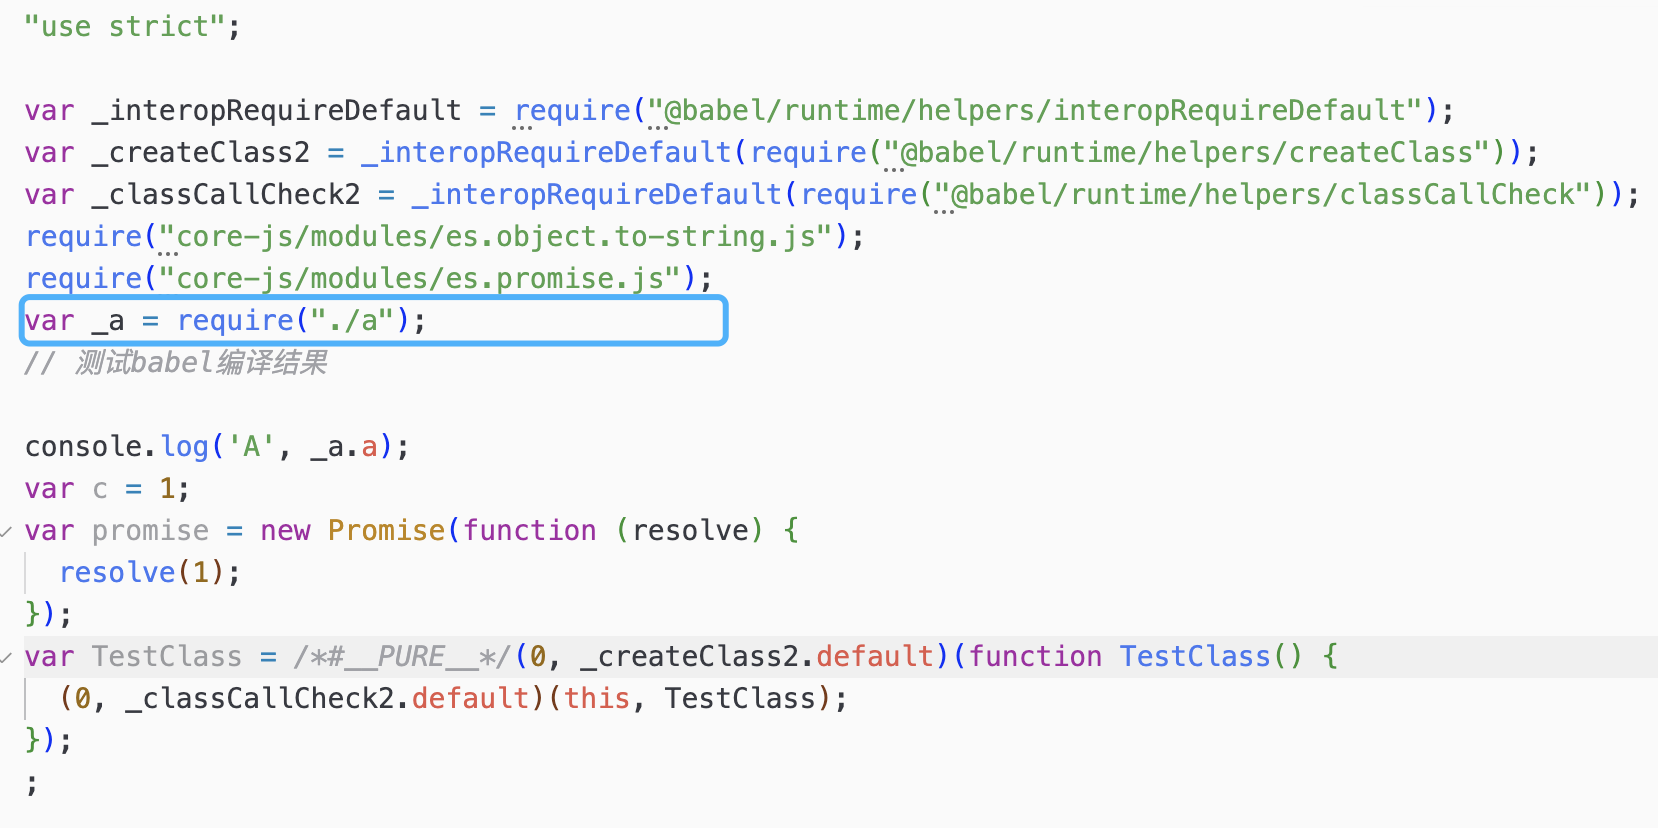 "use strict";
var _interopRequireDefault = require("@babel/runtime/helpers/interopRequireDefault");
var _createClass2 = _interopRequireDefault(require("@babel/runtime/helpers/createClass"));
var _classCallCheck2 = _interopRequireDefault(require("@babel/runtime/helpers/classCallCheck"));
require("core-js/modules/es.object.to-string.js");
require("core-js/modules/es.promise.js");
var _a = require("./a");
// 测试babel编译结果
console.log('A', _a.a);
var c = 1;
var promise = new Promise(function (resolve) {
  resolve(1);
});
var TestClass = /*#__PURE__*/(0, _createClass2.default)(function TestClass() {
  (0, _classCallCheck2.default)(this, TestClass);
});
;